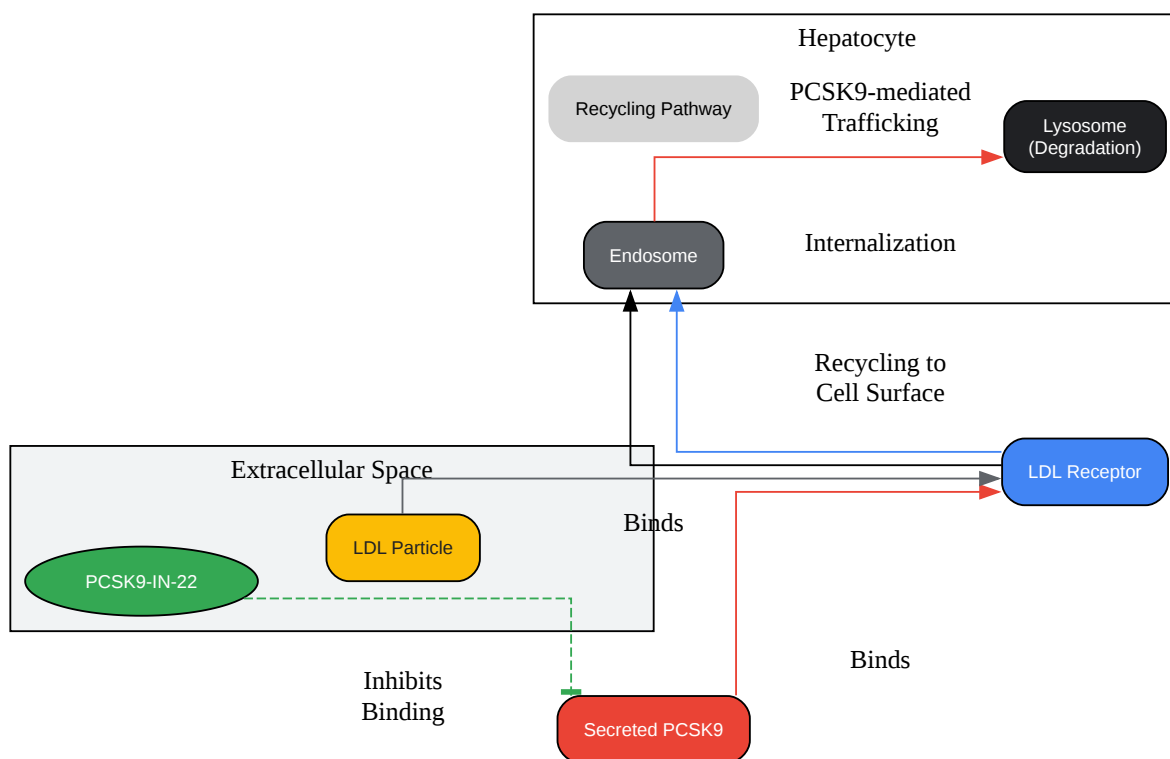 Hepatocyte
Recycling Pathway
PCSK9-mediated
Trafficking
Lysosome
(Degradation)
Endosome
Internalization
Recycling to
Cell Surface
Extracellular Space
LDL Receptor
Binds
LDL Particle
PCSK9-IN-22
Binds
Inhibits
Binding
Secreted PCSK9